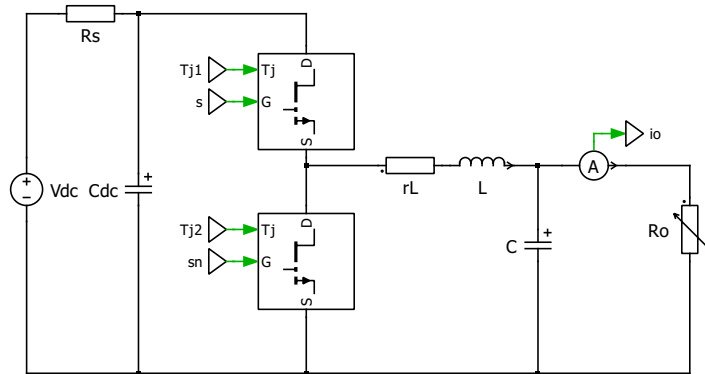 Rs
D
Tj1
Tj
s
G
S
A
io
rL
L
Vdc
Cdc
+
D
Tj2
Tj
sn
G
S
C
+
Ro
+
-